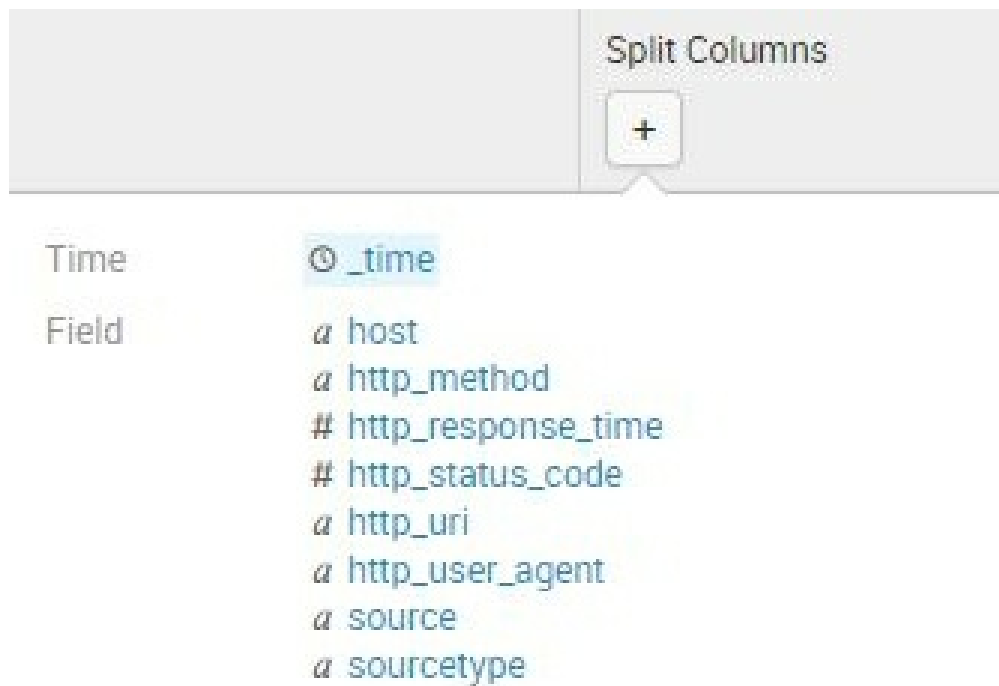 Split Columns
+
Time _time
Field a host
a http_method
# http_response_time
# http_status_code
a http_uri
a http_user_agent
a source
a sourcetype